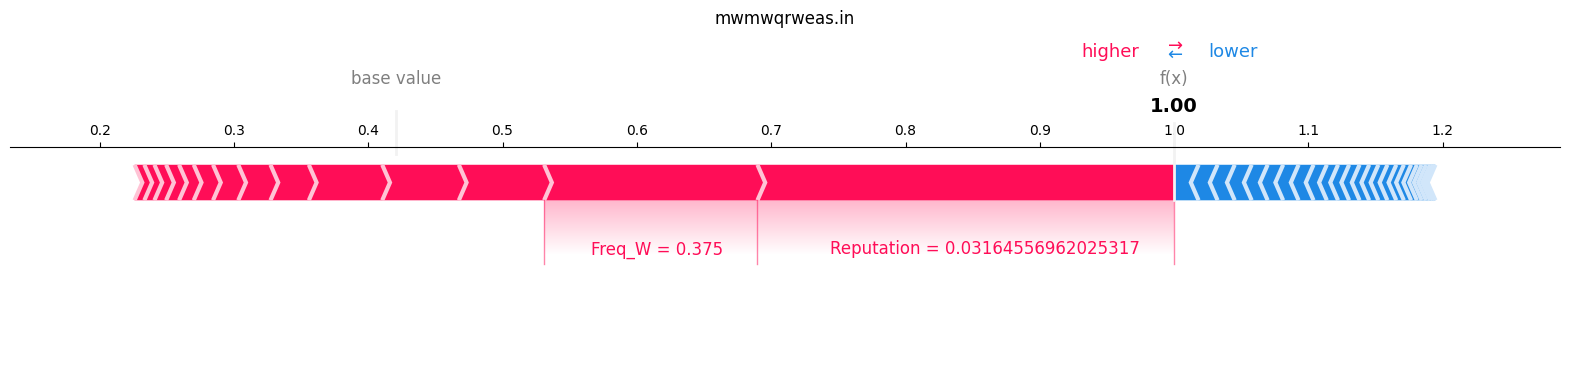 mwmwqrweas.in
higher ⇄ lower
base value f(x)
1.00
0.2 0.3 0.4 0.5 0.6 0.7 0.8 0.9 1.0 1.1 1.2
Freq_W = 0.375 Reputation = 0.03164556962025317